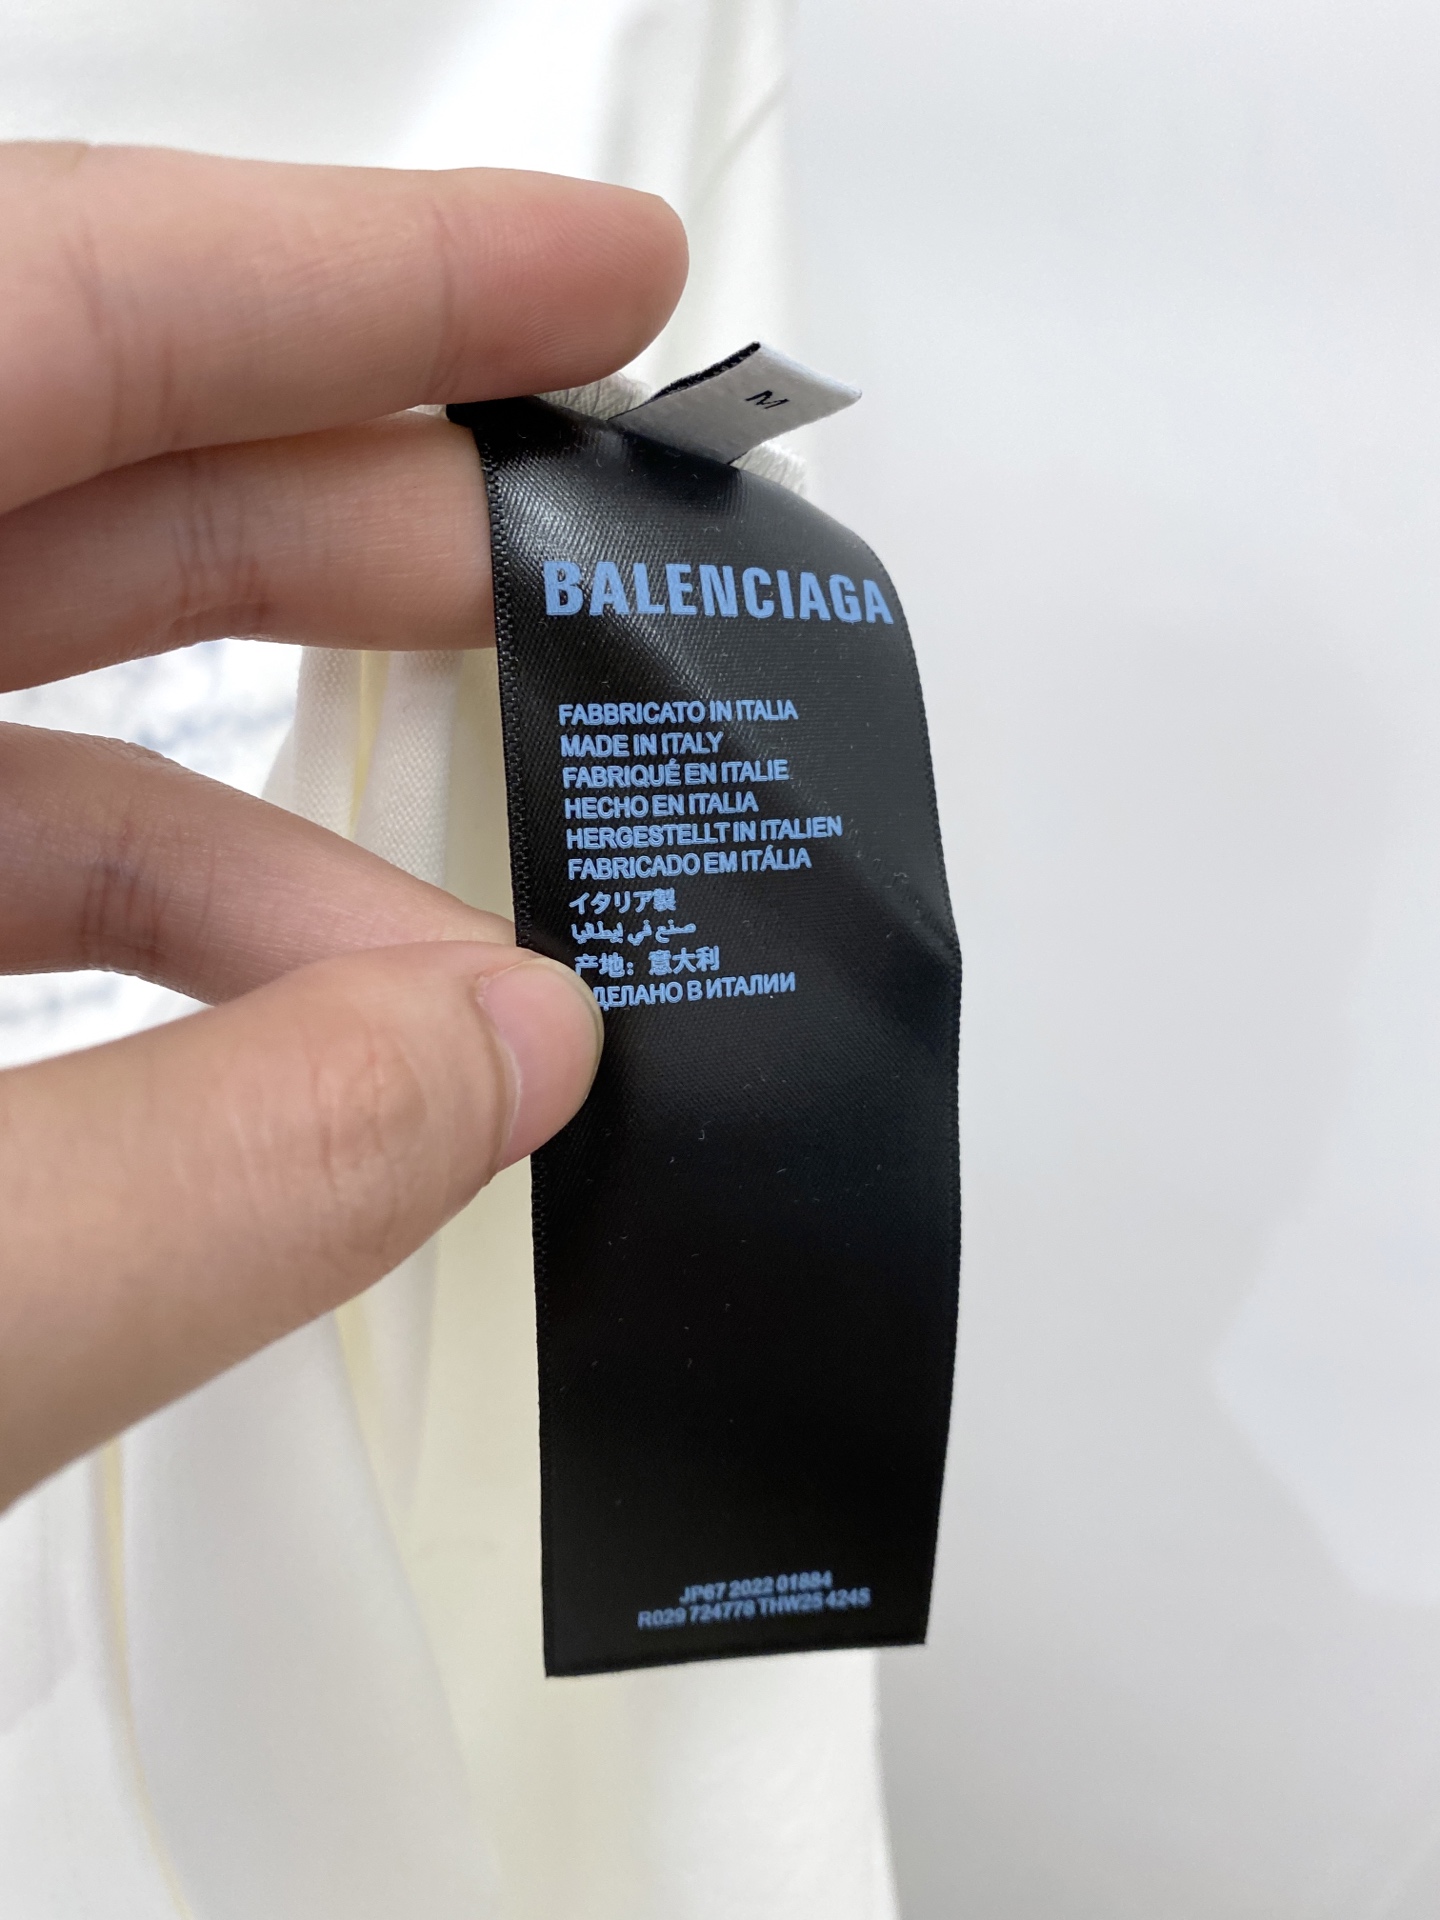 M
BALENCIAGA
FABBRICATO IN ITALIA
MADE IN ITALY
FABRIQUÉ EN ITALIE
HECHO EN ITALIA
HERGESTELLT IN ITALIEN
FABRICADO EM ITÁLIA
イタリア製
صنع في إيطاليا
产地：意大利
ДЕЛАНО В ИТАЛИИ
JP67 2022 01884
R029 724778 THW2S 4245